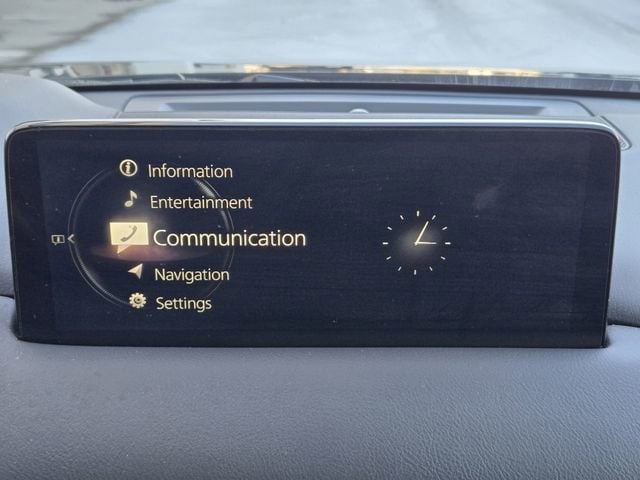 Information
Entertainment
Communication
Navigation
Settings